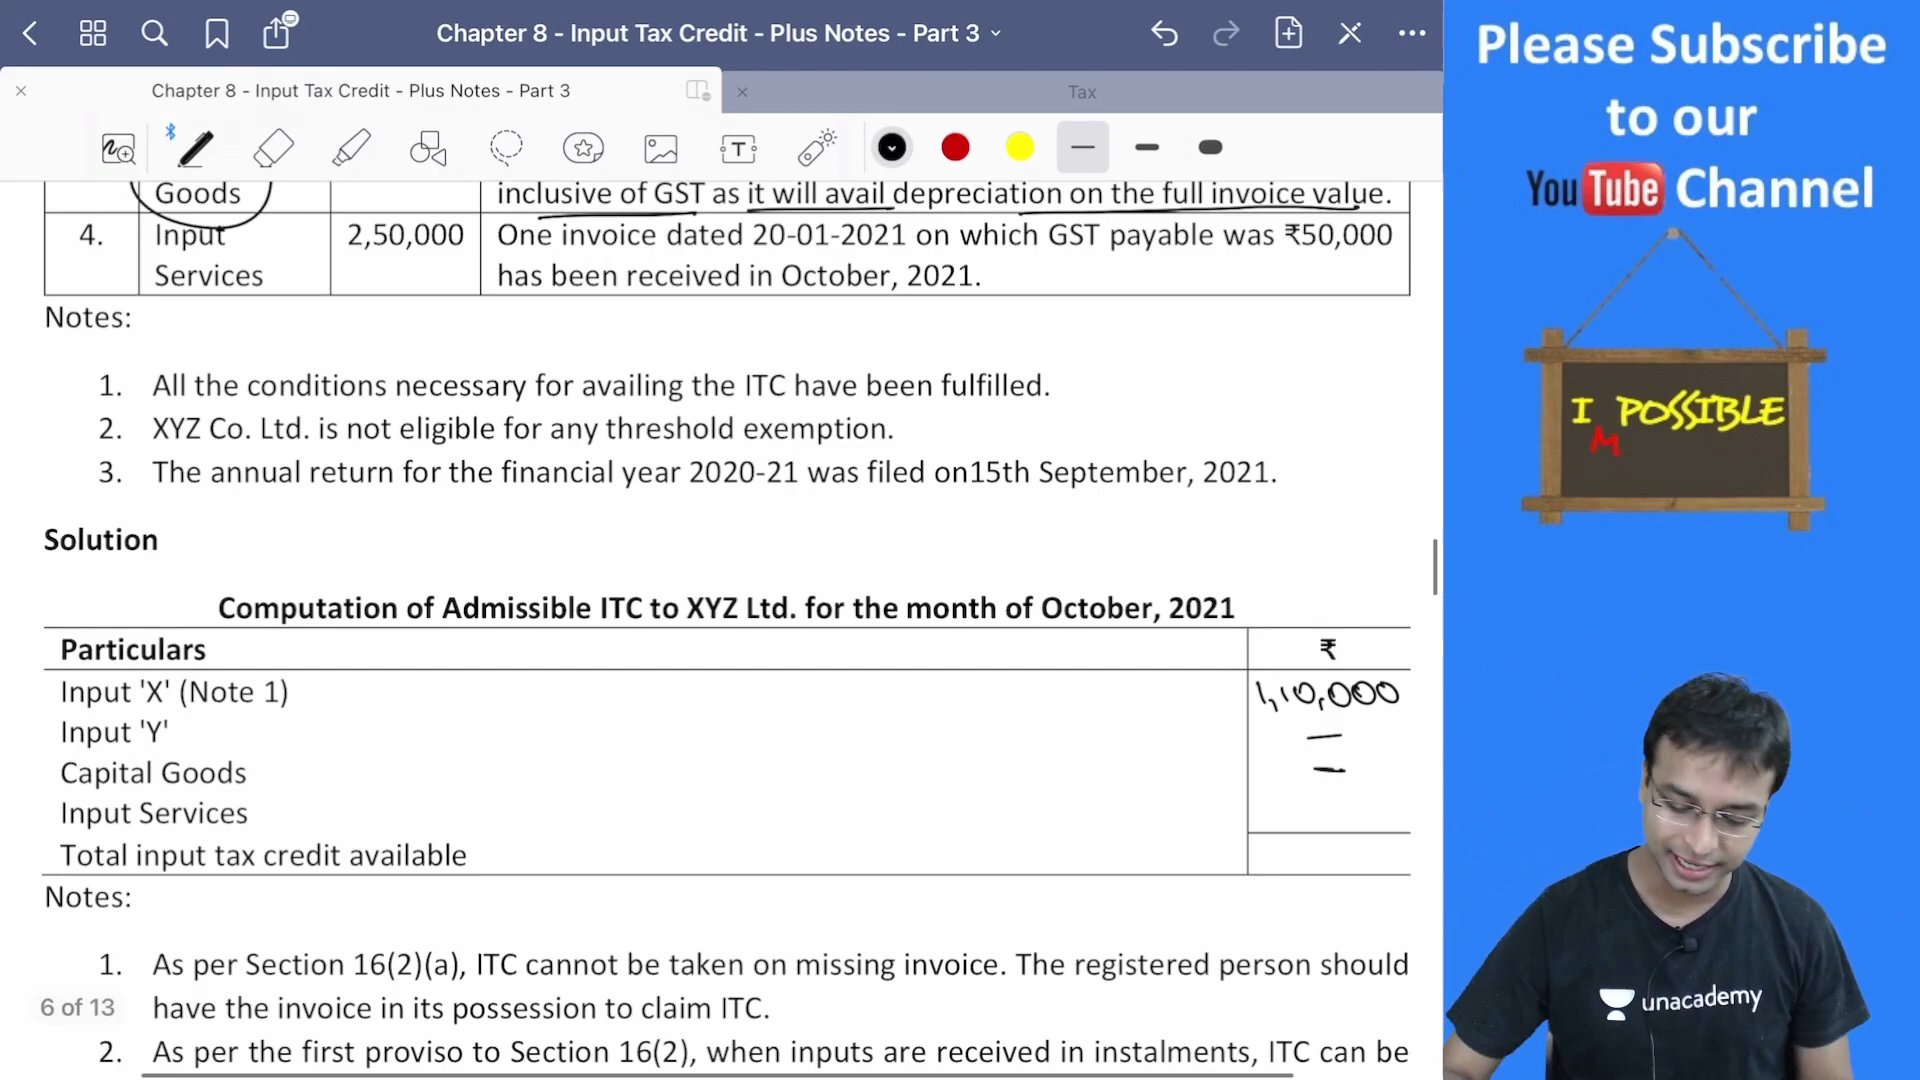 Chapter 8 - Input Tax Credit - Plus Notes - Part 3
Chapter 8 - Input Tax Credit - Plus Notes - Part 3
Tax
Goods
inclusive of GST as it will avail depreciation on the full invoice value.
4. Input 2,50,000 One invoice dated 20-01-2021 on which GST payable was ₹50,000
Services has been received in October, 2021.
Notes:
1. All the conditions necessary for availing the ITC have been fulfilled.
2. XYZ Co. Ltd. is not eligible for any threshold exemption.
3. The annual return for the financial year 2020-21 was filed on15th September, 2021.
Solution
Computation of Admissible ITC to XYZ Ltd. for the month of October, 2021
Particulars ₹
Input 'X' (Note 1) 1,10,000
Input 'Y' —
Capital Goods —
Input Services
Total input tax credit available
Notes:
1. As per Section 16(2)(a), ITC cannot be taken on missing invoice. The registered person should
have the invoice in its possession to claim ITC.
2. As per the first proviso to Section 16(2), when inputs are received in instalments, ITC can be
6 of 13
Please Subscribe
to our
YouTube Channel
I POSSIBLE
M
unacademy